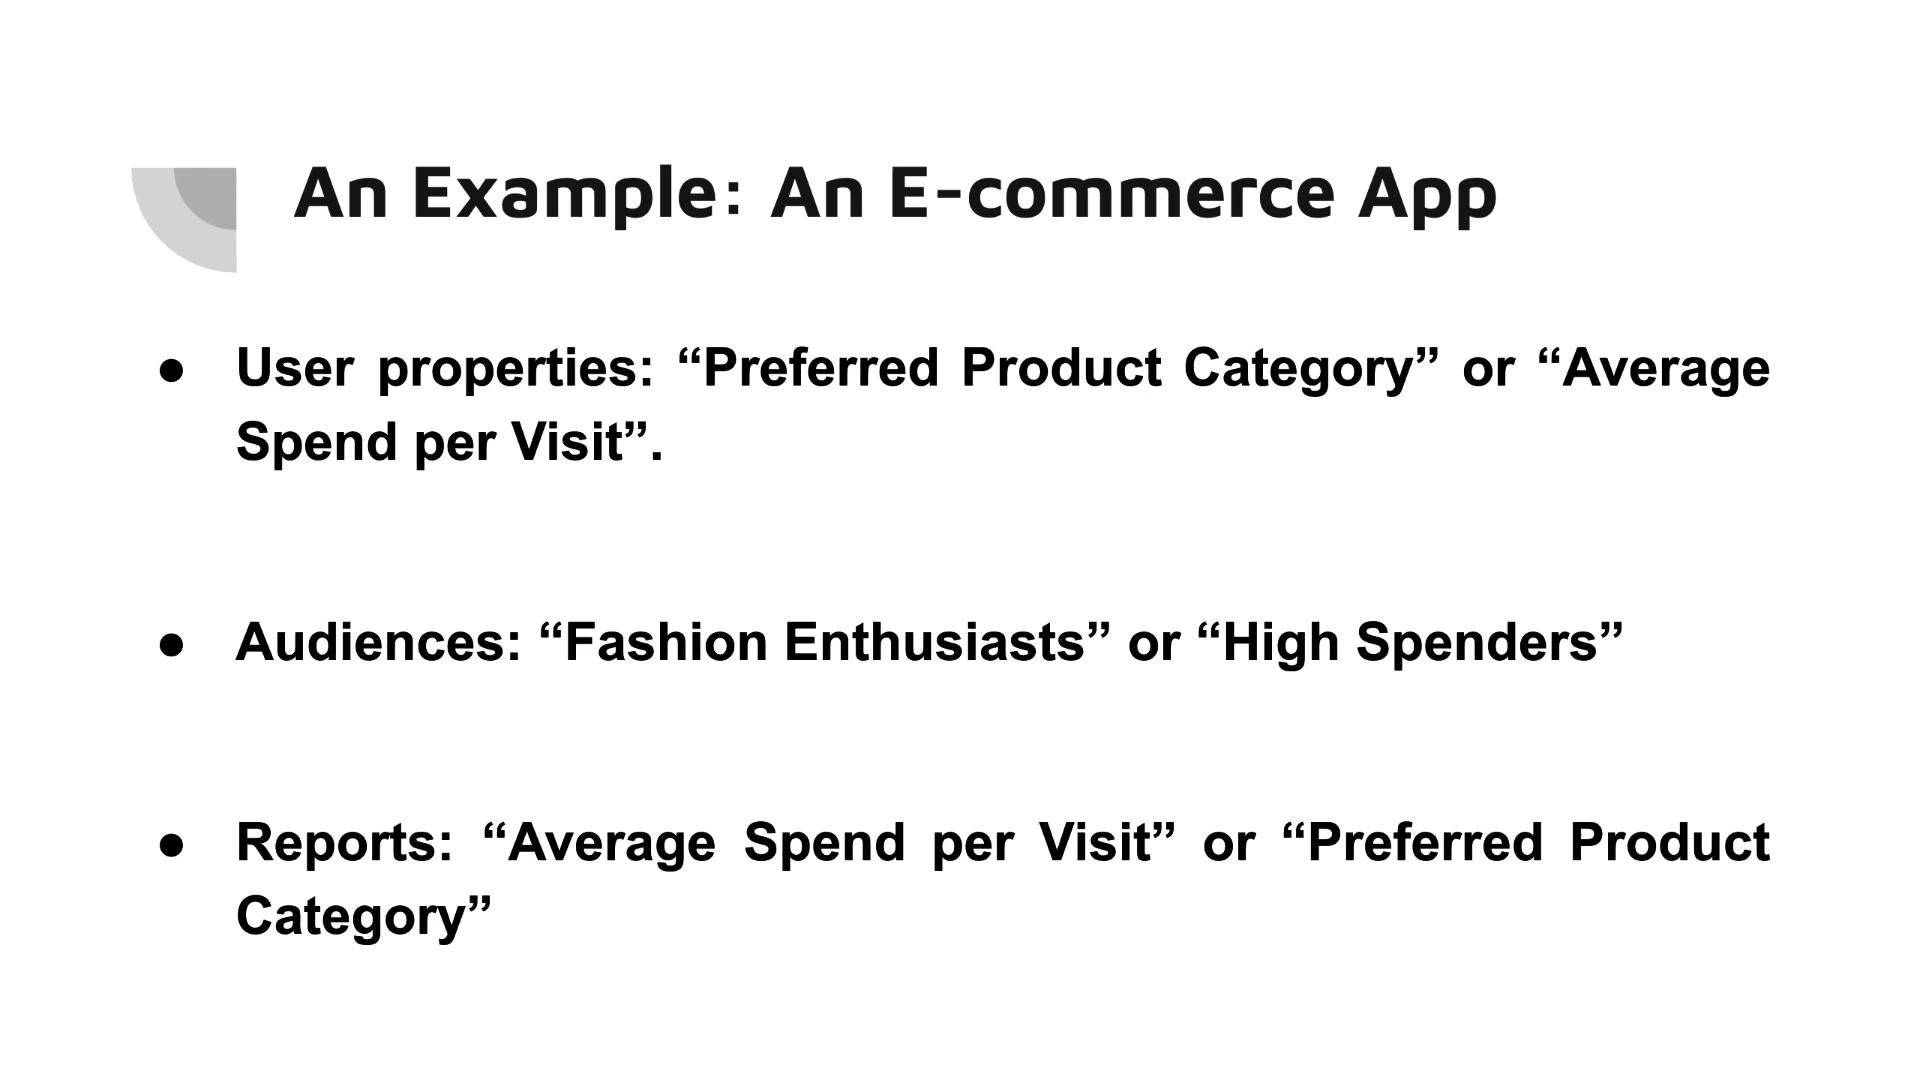 An Example: An E-commerce App
● User properties: “Preferred Product Category” or “Average
Spend per Visit”.
● Audiences: “Fashion Enthusiasts” or “High Spenders”
● Reports: “Average Spend per Visit” or “Preferred Product
Category”